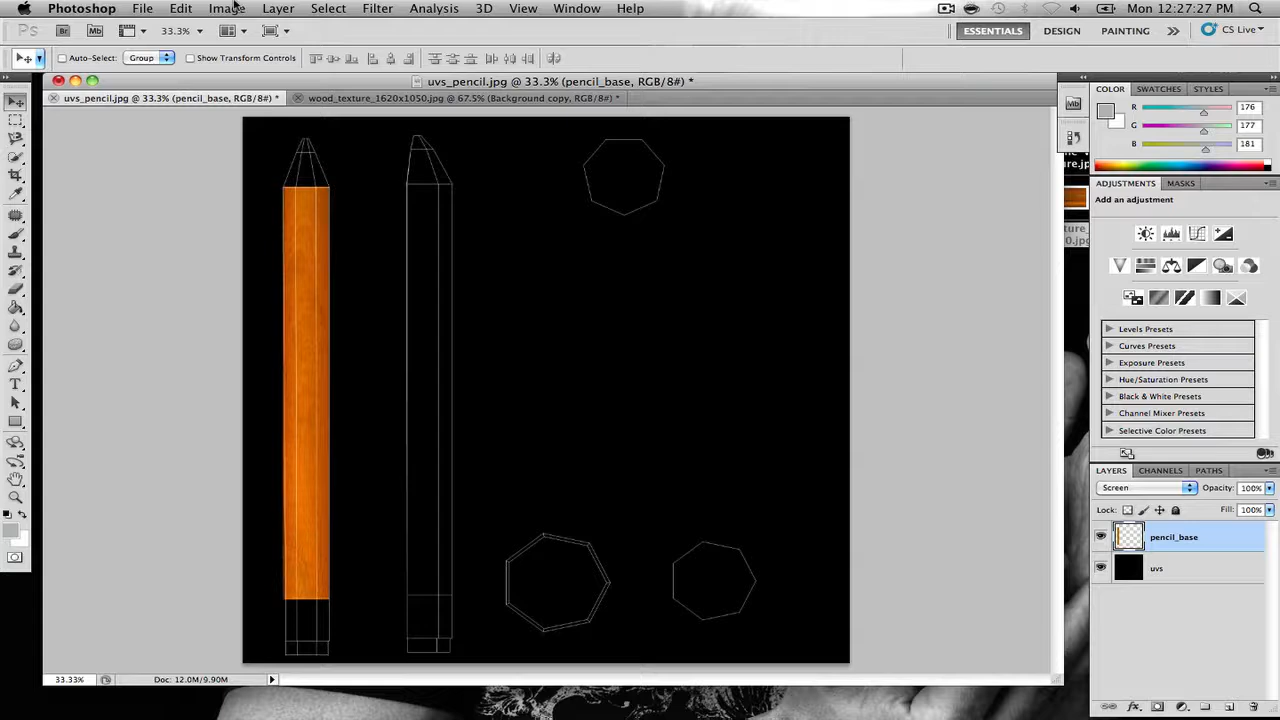 Photoshop File Edit Image Layer Select Filter Analysis 3D View Window Help Mon 12:27:27 PM
Ps Br Mb 33.3% ESSENTIALS DESIGN PAINTING CS Live
Auto-Select: Group Show Transform Controls
uvs_pencil.jpg @ 33.3% (pencil_base, RGB/8#) *
uvs_pencil.jpg @ 33.3% (pencil_base, RGB/8#) * wood_texture_1620x1050.jpg @ 67.5% (Background copy, RGB/8#) *
COLOR SWATCHES STYLES
Mb
R 176
G 177
B 181
ADJUSTMENTS MASKS
Add an adjustment
Levels Presets
Curves Presets
Exposure Presets
Hue/Saturation Presets
Black & White Presets
Channel Mixer Presets
Selective Color Presets
LAYERS CHANNELS PATHS
Screen Opacity: 100%
Lock: Fill: 100%
pencil_base
uvs
33.33% Doc: 12.0M/9.90M